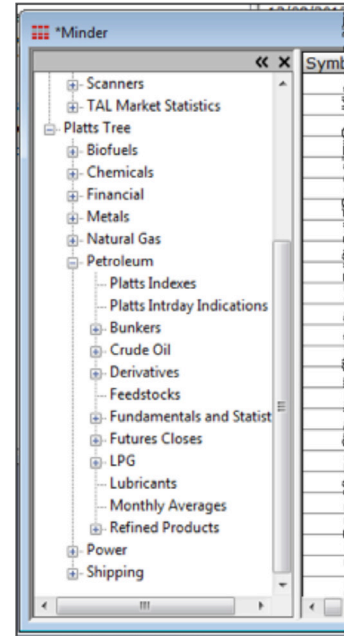 *Minder
Symb
Scanners
TAL Market Statistics
Platts Tree
Biofuels
Chemicals
Financial
Metals
Natural Gas
Petroleum
Platts Indexes
Platts Intrday Indications
Bunkers
Crude Oil
Derivatives
Feedstocks
Fundamentals and Statist
Futures Closes
LPG
Lubricants
Monthly Averages
Refined Products
Power
Shipping